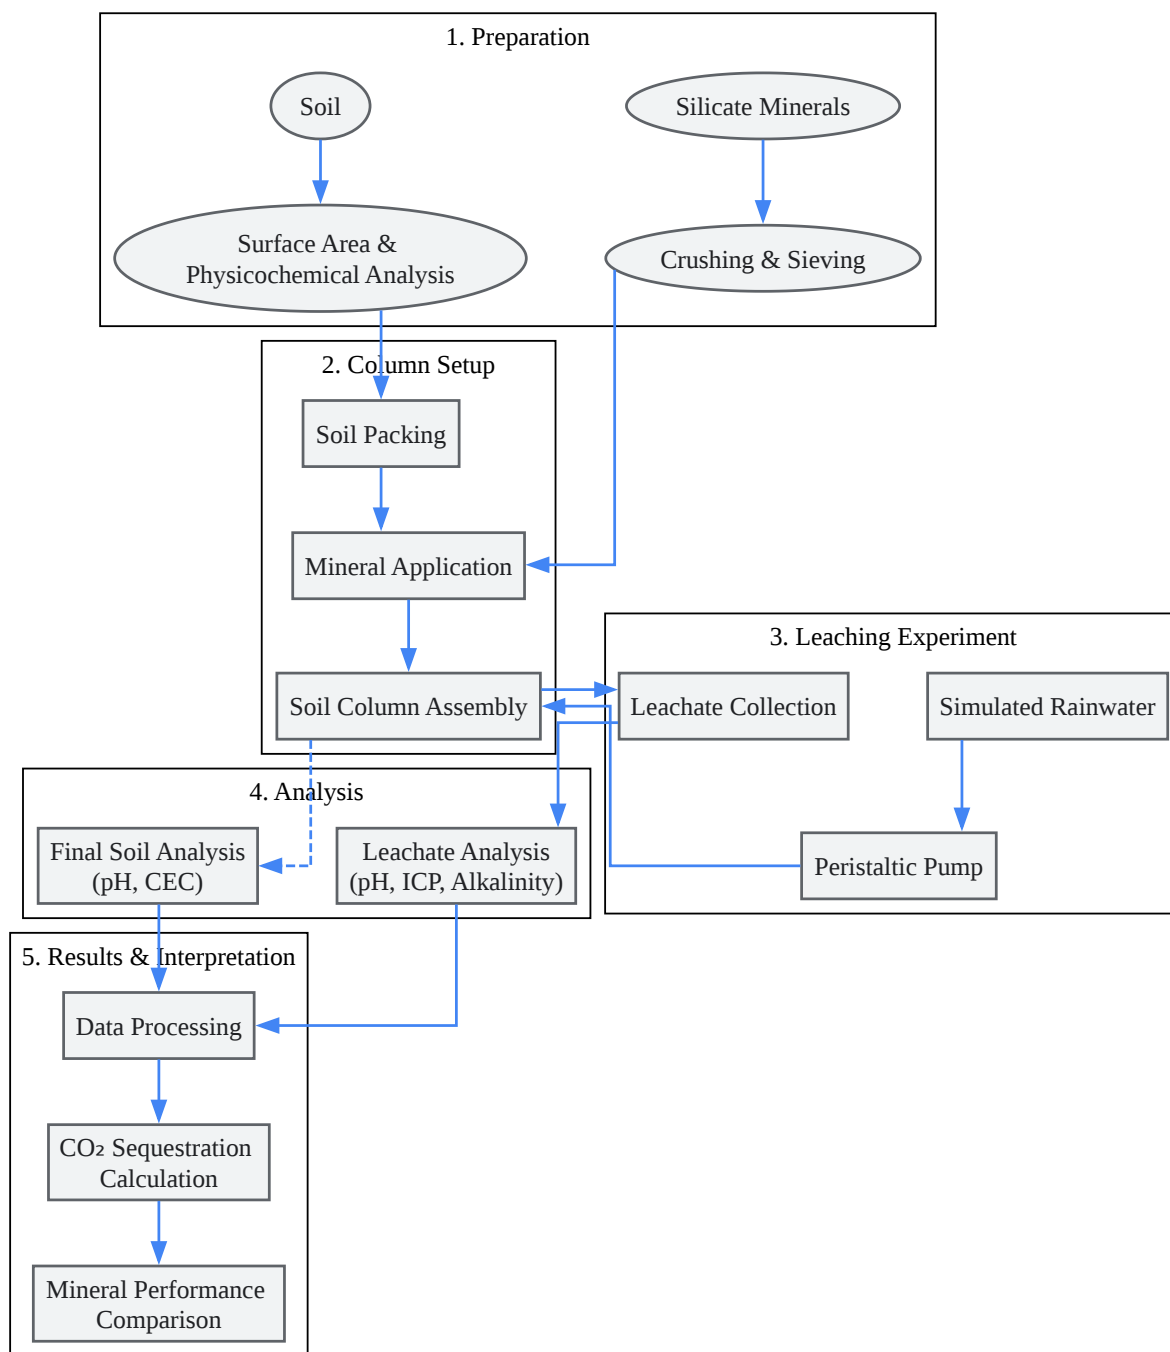 1. Preparation
Soil
Silicate Minerals
Surface Area &
Physicochemical Analysis
Crushing & Sieving
2. Column Setup
Soil Packing
Mineral Application
Soil Column Assembly
3. Leaching Experiment
Leachate Collection
Simulated Rainwater
Peristaltic Pump
4. Analysis
Final Soil Analysis
(pH, CEC)
Leachate Analysis
(pH, ICP, Alkalinity)
5. Results & Interpretation
Data Processing
CO₂ Sequestration
Calculation
Mineral Performance
Comparison